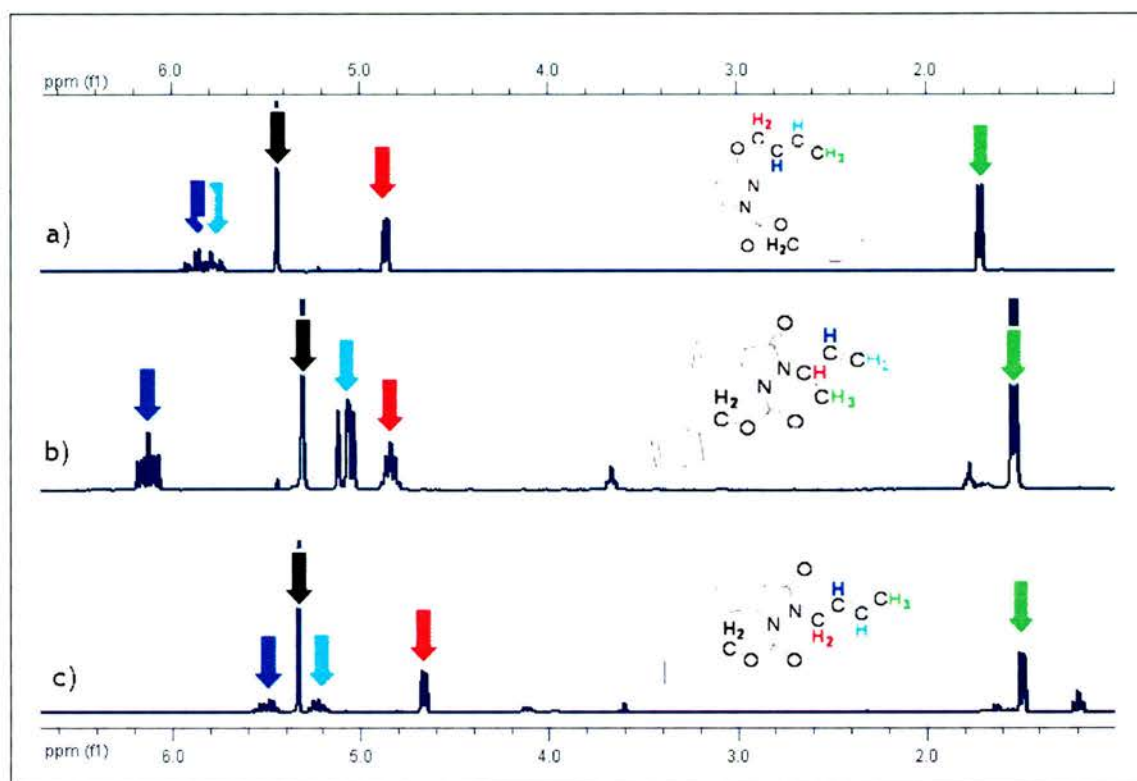 ppm (f1) 6.0 5.0 4.0 3.0 2.0
H2 H
O C C CH3
C
H
N
N
O
O H2C
a)
O
H
C
N CH C CH2
H2 N
C O O CH3
b)
O
H
C C CH3
N C C
H2 N H2 H
C O O
c)
ppm (f1) 6.0 5.0 4.0 3.0 2.0